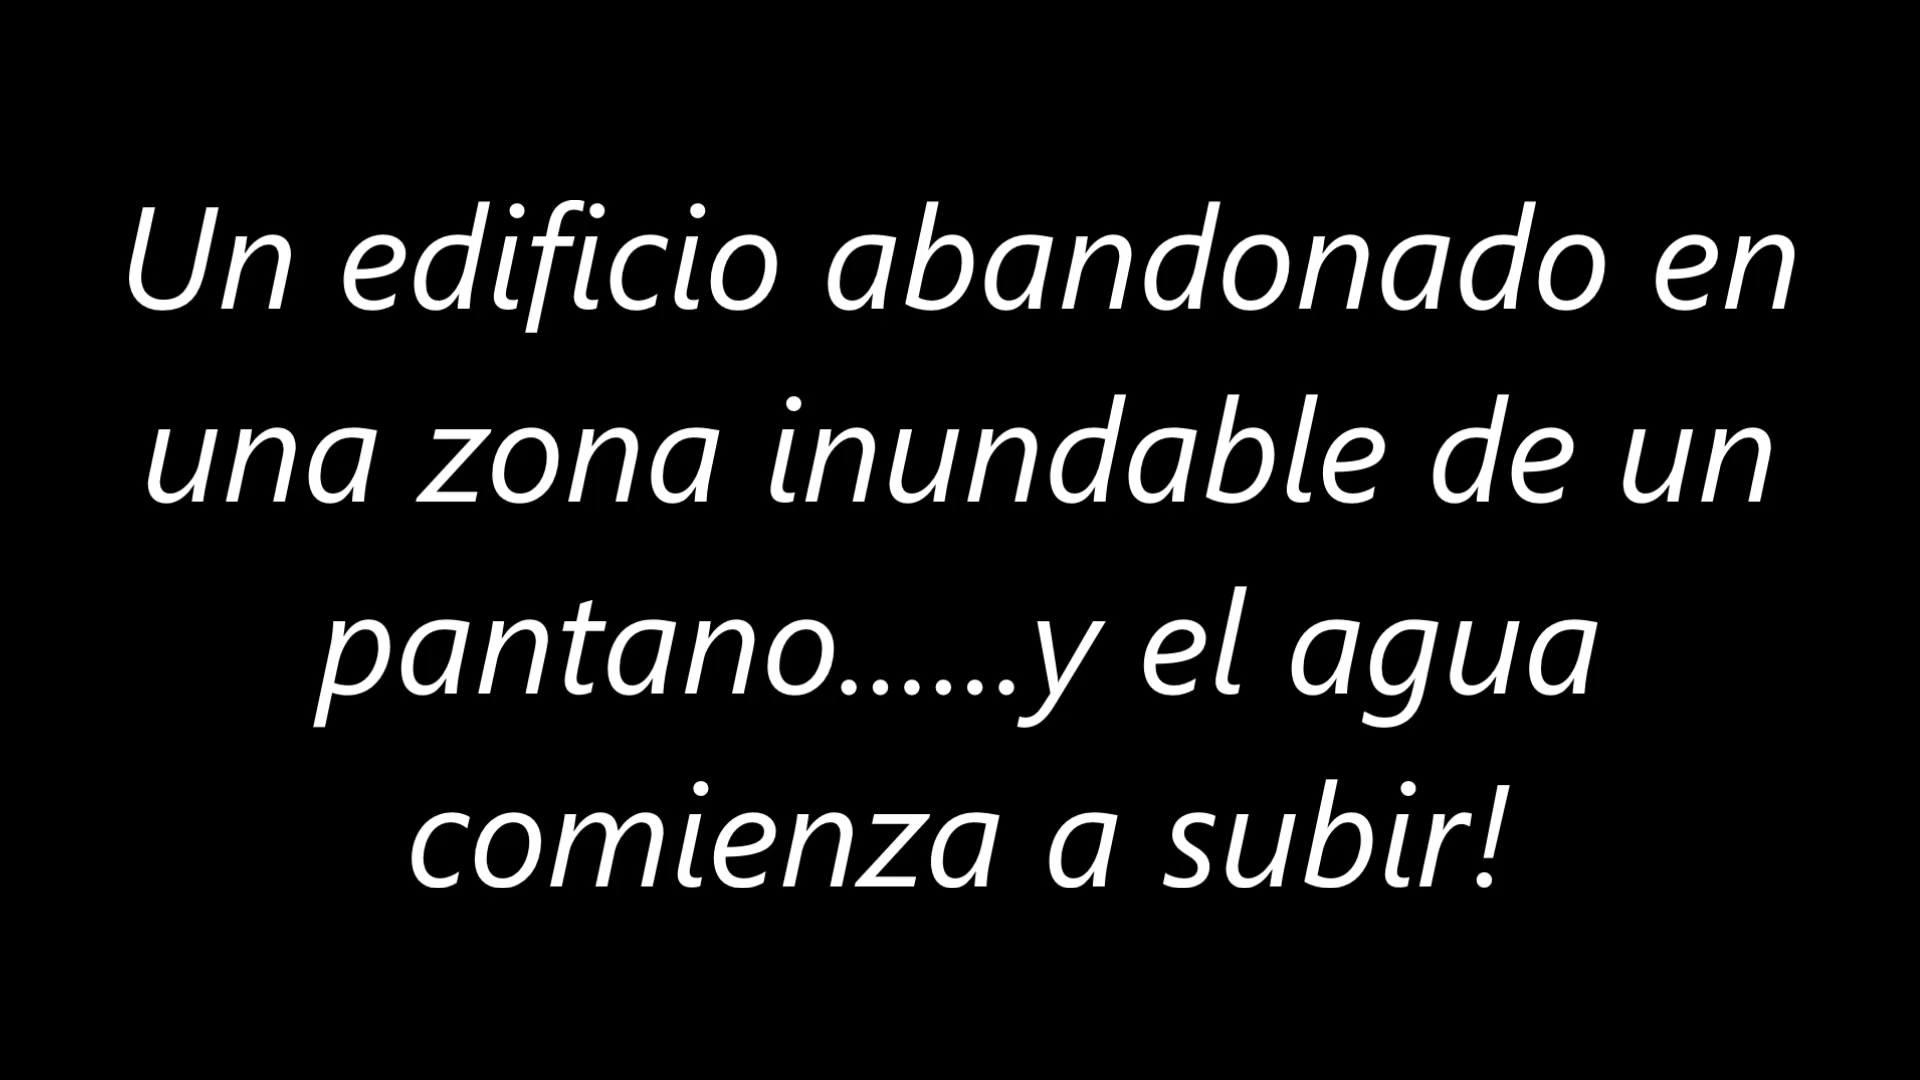 Un edificio abandonado en
una zona inundable de un
pantano......y el agua
comienza a subir!